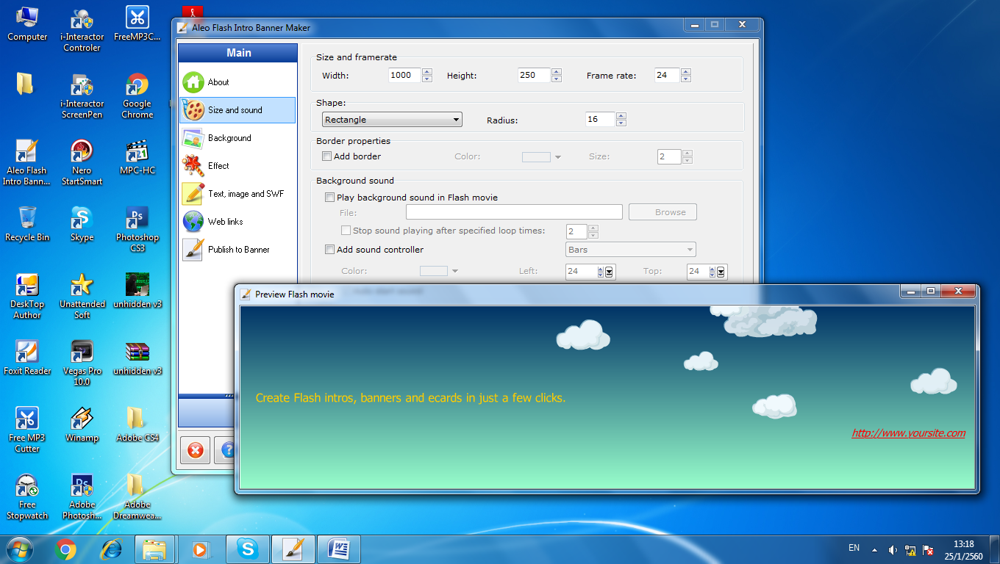 Computer
i-Interactor
Controler
FreeMP3C...
i-Interactor
ScreenPen
Google
Chrome
Aleo Flash
Intro Bann...
Nero
StartSmart
MPC-HC
Recycle Bin
Skype
Photoshop
CS3
DeskTop
Author
Unattended
Soft
unhidden v3
Foxit Reader
Vegas Pro
10.0
unhidden v3
Free MP3
Cutter
Winamp
Adobe CS4
Free
Stopwatch
Adobe
Photosh...
Adobe
Dreamwea...
Aleo Flash Intro Banner Maker
Main
About
Size and sound
Background
Effect
Text, image and SWF
Web links
Publish to Banner
Size and framerate
Width: 1000 Height: 250 Frame rate: 24
Shape:
Rectangle Radius: 16
Border properties
Add border Color: Size: 2
Background sound
Play background sound in Flash movie
File: Browse
Stop sound playing after specified loop times: 2
Add sound controller Bars
Color: Left: 24 Top: 24
Preview Flash movie
Create Flash intros, banners and ecards in just a few clicks.
http://www.yoursite.com
EN
13:18
25/1/2560